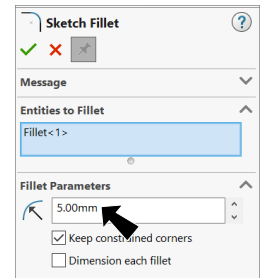 Sketch Fillet
?
Message
Entities to Fillet
Fillet<1>
Fillet Parameters
5.00mm
Keep constrained corners
Dimension each fillet